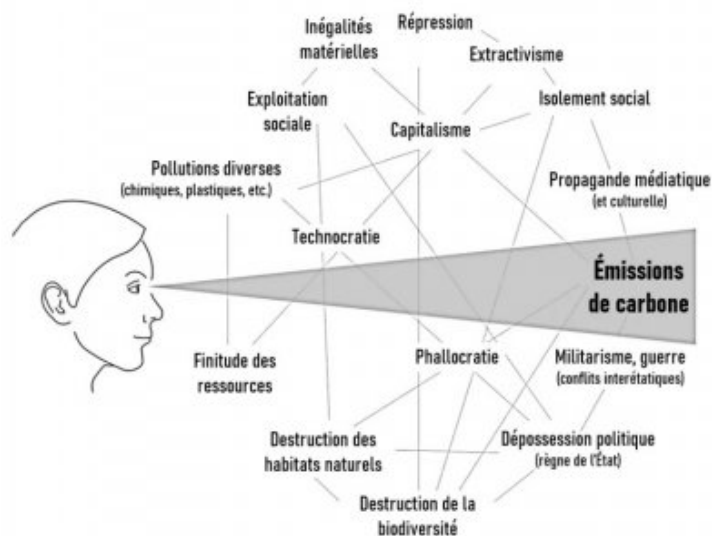 Inégalités
matérielles
Répression
Extractivisme
Exploitation
sociale
Capitalisme
Isolement social
Pollutions diverses
(chimiques, plastiques, etc.)
Propagande médiatique
(et culturelle)
Technocratie
Émissions
de carbone
Finitude des
ressources
Phallocratie
Militarisme, guerre
(conflits interétatiques)
Destruction des
habitats naturels
Dépossession politique
(règne de l'État)
Destruction de la
biodiversité